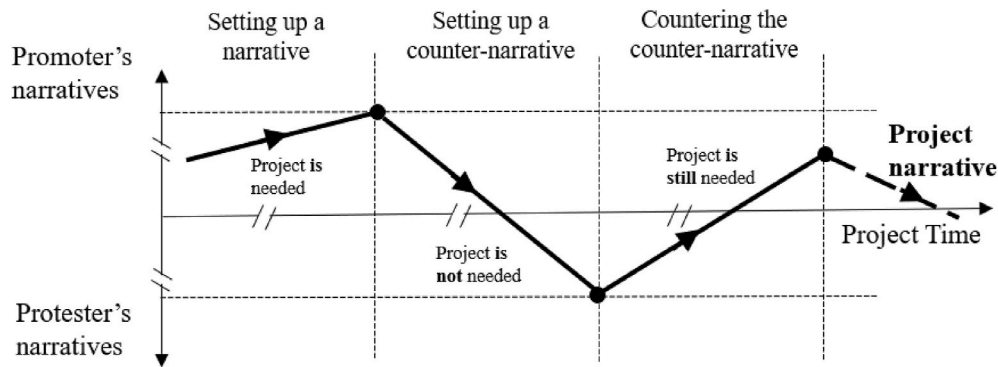 Setting up a
narrative
Setting up a
counter-narrative
Countering the
counter-narrative
Promoter’s
narratives
Project is
needed
Project is
still needed
Project
narrative
Project Time
Project is
not needed
Protester’s
narratives